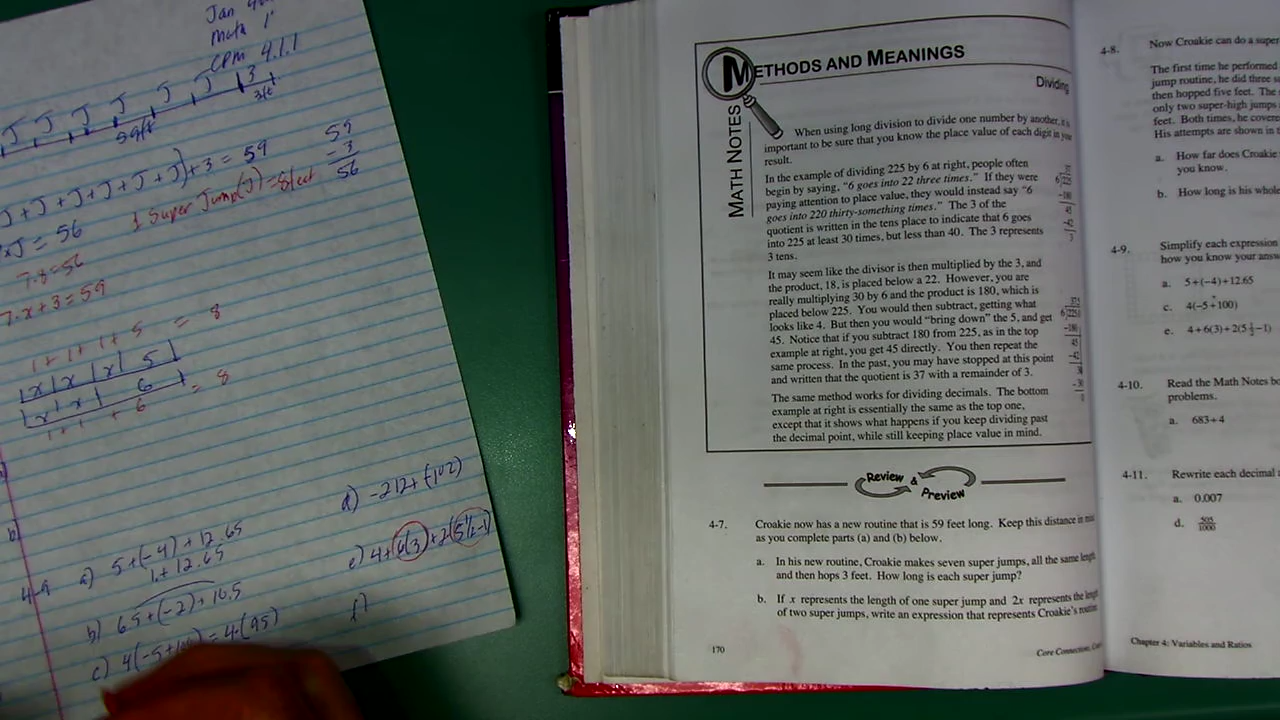 Jan
Math 1
CPM 4.1.1
J J J J J J 3
59ft 3ft
J + J + J + J + J + J) + 3 = 59
59
- 3
56
J = 56
1 Super Jump (J) = 8 feet
7·8=56
7·x+3=59
1+1+1+5 = 8
x x x 5
x x 6 = 8
1+1+6
b)
4-9 a) 5+(-4)+12.65
1+12.65
b) 65+(-2)+10.5
c) 4(-5+100) = 4·(95)
d) -212+(-102)
e) 4+6(3)+2(5½-1)
f)
METHODS AND MEANINGS
MATH NOTES
Dividing
When using long division to divide one number by another, it is
important to be sure that you know the place value of each digit in your
result.
In the example of dividing 225 by 6 at right, people often
begin by saying, “6 goes into 22 three times.” If they were
paying attention to place value, they would instead say “6
goes into 220 thirty-something times.” The 3 of the
quotient is written in the tens place to indicate that 6 goes
into 225 at least 30 times, but less than 40. The 3 represents
3 tens.
37
6)225
-180
45
-42
3
It may seem like the divisor is then multiplied by the 3, and
the product, 18, is placed below a 22. However, you are
really multiplying 30 by 6 and the product is 180, which is
placed below 225. You would then subtract, getting what
looks like 4. But then you would “bring down” the 5, and get
45. Notice that if you subtract 180 from 225, as in the top
example at right, you get 45 directly. You then repeat the
same process. In the past, you may have stopped at this point
and written that the quotient is 37 with a remainder of 3.
-180
45
-42
-30
The same method works for dividing decimals. The bottom
example at right is essentially the same as the top one,
except that it shows what happens if you keep dividing past
the decimal point, while still keeping place value in mind.
Review & Preview
4-7. Croakie now has a new routine that is 59 feet long. Keep this distance in mind
as you complete parts (a) and (b) below.
a. In his new routine, Croakie makes seven super jumps, all the same length
and then hops 3 feet. How long is each super jump?
b. If x represents the length of one super jump and 2x represents the length
of two super jumps, write an expression that represents Croakie’s routine
170
Core Connections,
4-8. Now Croakie can do a super
The first time he performed
jump routine, he did three su
then hopped five feet. The
only two super-high jumps
feet. Both times, he covere
His attempts are shown in t
a. How far does Croakie
you know.
b. How long is his whole
4-9. Simplify each expression
how you know your answ
a. 5+(-4)+12.65
c. 4(-5+100)
e. 4+6(3)+2(5½-1)
4-10. Read the Math Notes b
problems.
a. 683÷4
4-11. Rewrite each decimal a
a. 0.007
d. 505/1000
Chapter 4: Variables and Ratios